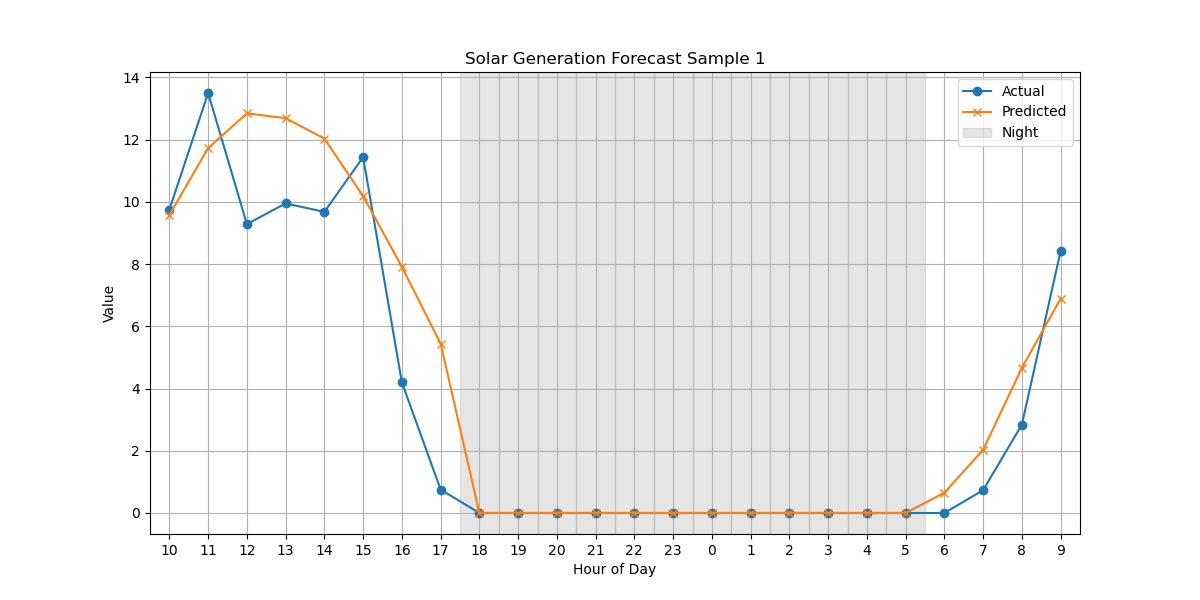 Solar Generation Forecast Sample 1
14
12
10
8
6
4
2
0
Value
Actual
Predicted
Night
10 11 12 13 14 15 16 17 18 19 20 21 22 23 0 1 2 3 4 5 6 7 8 9
Hour of Day